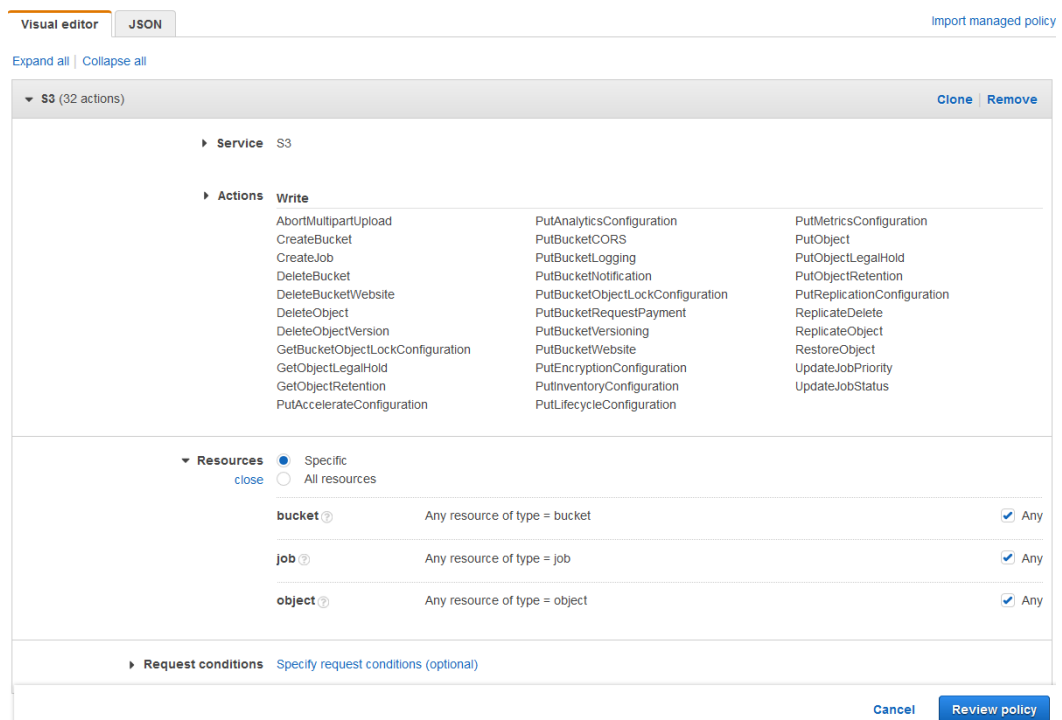 Visual editor JSON Import managed policy
Expand all Collapse all
S3 (32 actions) Clone Remove
Service S3
Actions Write
AbortMultipartUpload PutAnalyticsConfiguration PutMetricsConfiguration
CreateBucket PutBucketCORS PutObject
CreateJob PutBucketLogging PutObjectLegalHold
DeleteBucket PutBucketNotification PutObjectRetention
DeleteBucketWebsite PutBucketObjectLockConfiguration PutReplicationConfiguration
DeleteObject PutBucketRequestPayment ReplicateDelete
DeleteObjectVersion PutBucketVersioning ReplicateObject
GetBucketObjectLockConfiguration PutBucketWebsite RestoreObject
GetObjectLegalHold PutEncryptionConfiguration UpdateJobPriority
GetObjectRetention PutInventoryConfiguration UpdateJobStatus
PutAccelerateConfiguration PutLifecycleConfiguration
Resources Specific
close All resources
bucket ? Any resource of type = bucket Any
job ? Any resource of type = job Any
object ? Any resource of type = object Any
Request conditions Specify request conditions (optional)
Cancel Review policy